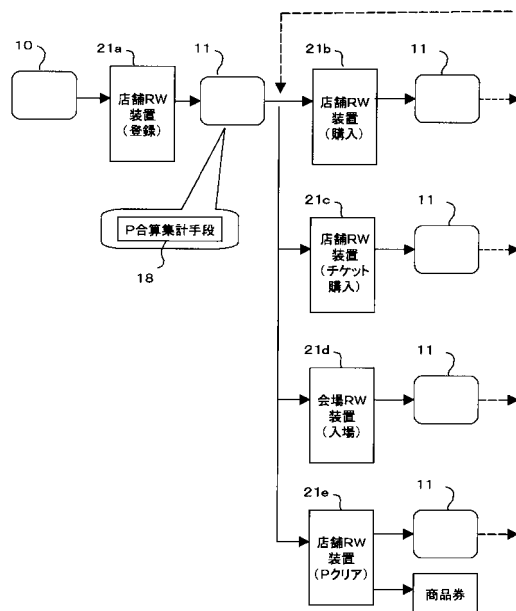 10
21a
11
21b
11
店舗RW
装置
(登録)
店舗RW
装置
(購入)
P合算集計手段
18
21c
11
店舗RW
装置
(チケット
購入)
21d
11
会場RW
装置
(入場)
21e
11
店舗RW
装置
(Pクリア)
商品券